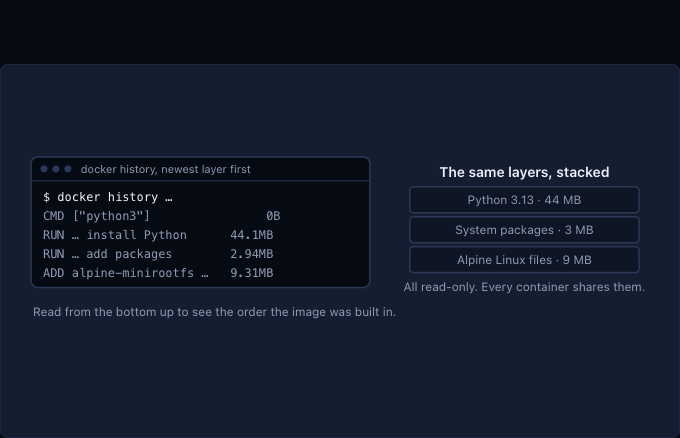 docker history, newest layer first
$ docker history …
CMD ["python3"] 0B
RUN … install Python 44.1MB
RUN … add packages 2.94MB
ADD alpine-minirootfs … 9.31MB
Read from the bottom up to see the order the image was built in.
The same layers, stacked
Python 3.13 · 44 MB
System packages · 3 MB
Alpine Linux files · 9 MB
All read-only. Every container shares them.